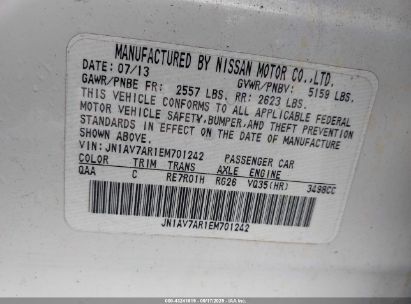 MANUFACTURED BY NISSAN MOTOR CO.,LTD.
DATE: 07/13 GVWR/PNBV: 5159 LBS.
GAWR/PNBE FR: 2557 LBS. RR: 2623 LBS.
THIS VEHICLE CONFORMS TO ALL APPLICABLE FEDERAL
MOTOR VEHICLE SAFETY,BUMPER,AND THEFT PREVENTION
STANDARDS IN EFFECT ON THE DATE OF MANUFACTURE
SHOWN ABOVE.
VIN: JN1AV7AR1EM701242 PASSENGER CAR
COLOR TRIM TRANS AXLE ENGINE
QAA C RE7R01H RG26 VQ35(HR) 3498CC
JN1AV7AR1EM701242